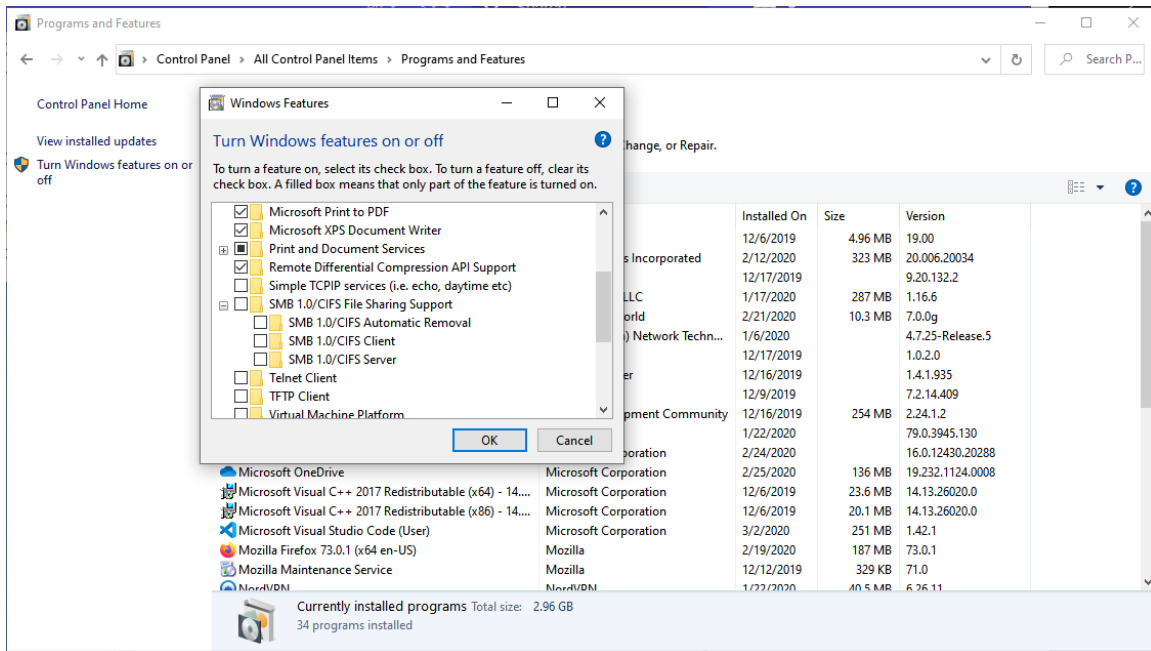 Programs and Features
Control Panel > All Control Panel Items > Programs and Features
Search P...
Control Panel Home
View installed updates
Turn Windows features on or
off
Windows Features
Turn Windows features on or off
To turn a feature on, select its check box. To turn a feature off, clear its
check box. A filled box means that only part of the feature is turned on.
Microsoft Print to PDF
Microsoft XPS Document Writer
Print and Document Services
Remote Differential Compression API Support
Simple TCPIP services (i.e. echo, daytime etc)
SMB 1.0/CIFS File Sharing Support
SMB 1.0/CIFS Automatic Removal
SMB 1.0/CIFS Client
SMB 1.0/CIFS Server
Telnet Client
TFTP Client
Virtual Machine Platform
OK Cancel
hange, or Repair.
Installed On Size Version
12/6/2019 4.96 MB 19.00
s Incorporated 2/12/2020 323 MB 20.006.20034
12/17/2019 9.20.132.2
LLC 1/17/2020 287 MB 1.16.6
orld 2/21/2020 10.3 MB 7.0.0g
) Network Techn... 1/6/2020 4.7.25-Release.5
12/17/2019 1.0.2.0
er 12/16/2019 1.4.1.935
12/9/2019 7.2.14.409
pment Community 12/16/2019 254 MB 2.24.1.2
1/22/2020 79.0.3945.130
poration 2/24/2020 16.0.12430.20288
Microsoft OneDrive Microsoft Corporation 2/25/2020 136 MB 19.232.1124.0008
Microsoft Visual C++ 2017 Redistributable (x64) - 14.... Microsoft Corporation 12/6/2019 23.6 MB 14.13.26020.0
Microsoft Visual C++ 2017 Redistributable (x86) - 14.... Microsoft Corporation 12/6/2019 20.1 MB 14.13.26020.0
Microsoft Visual Studio Code (User) Microsoft Corporation 3/2/2020 251 MB 1.42.1
Mozilla Firefox 73.0.1 (x64 en-US) Mozilla 2/19/2020 187 MB 73.0.1
Mozilla Maintenance Service Mozilla 12/12/2019 329 KB 71.0
NordVPN NordVPN 1/22/2020 40.5 MB 6.26.11
Currently installed programs Total size: 2.96 GB
34 programs installed